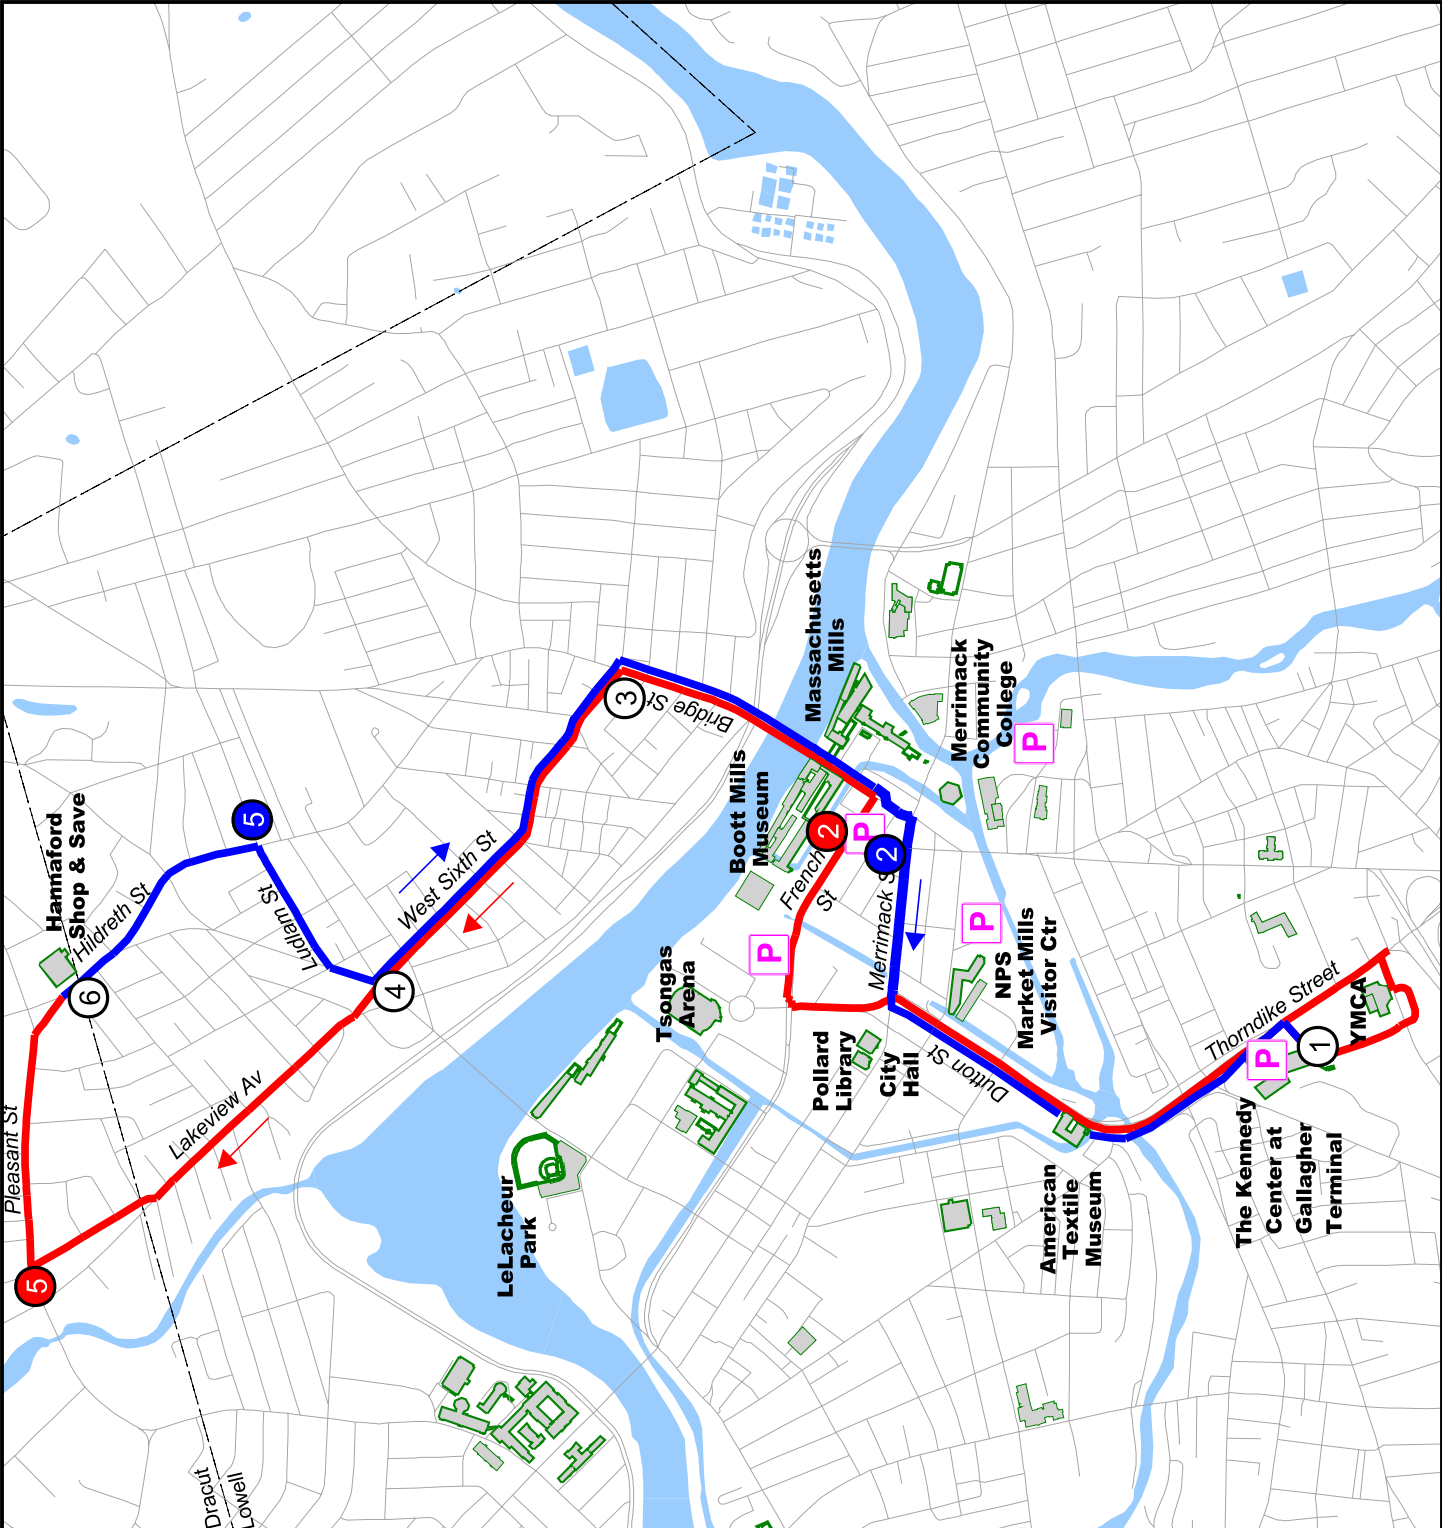 Hannaford
Shop & Save
Hildreth St
Ludlam St
5
6
Pleasant St
5
Lakeview Av
4
West Sixth St
3
Bridge St
Massachusetts
Mills
Boott Mills
Museum
Merrimack
Community
College
P
2
P
2
French
St
Merrimack S
P
P
NPS
Market Mills
Visitor Ctr
Tsongas
Arena
Pollard
Library
City
Hall
Dutton St
LeLacheur
Park
American
Textile
Museum
Thorndike Street
YMCA
1
P
The Kennedy
Center at
Gallagher
Terminal
Dracut
Lowell